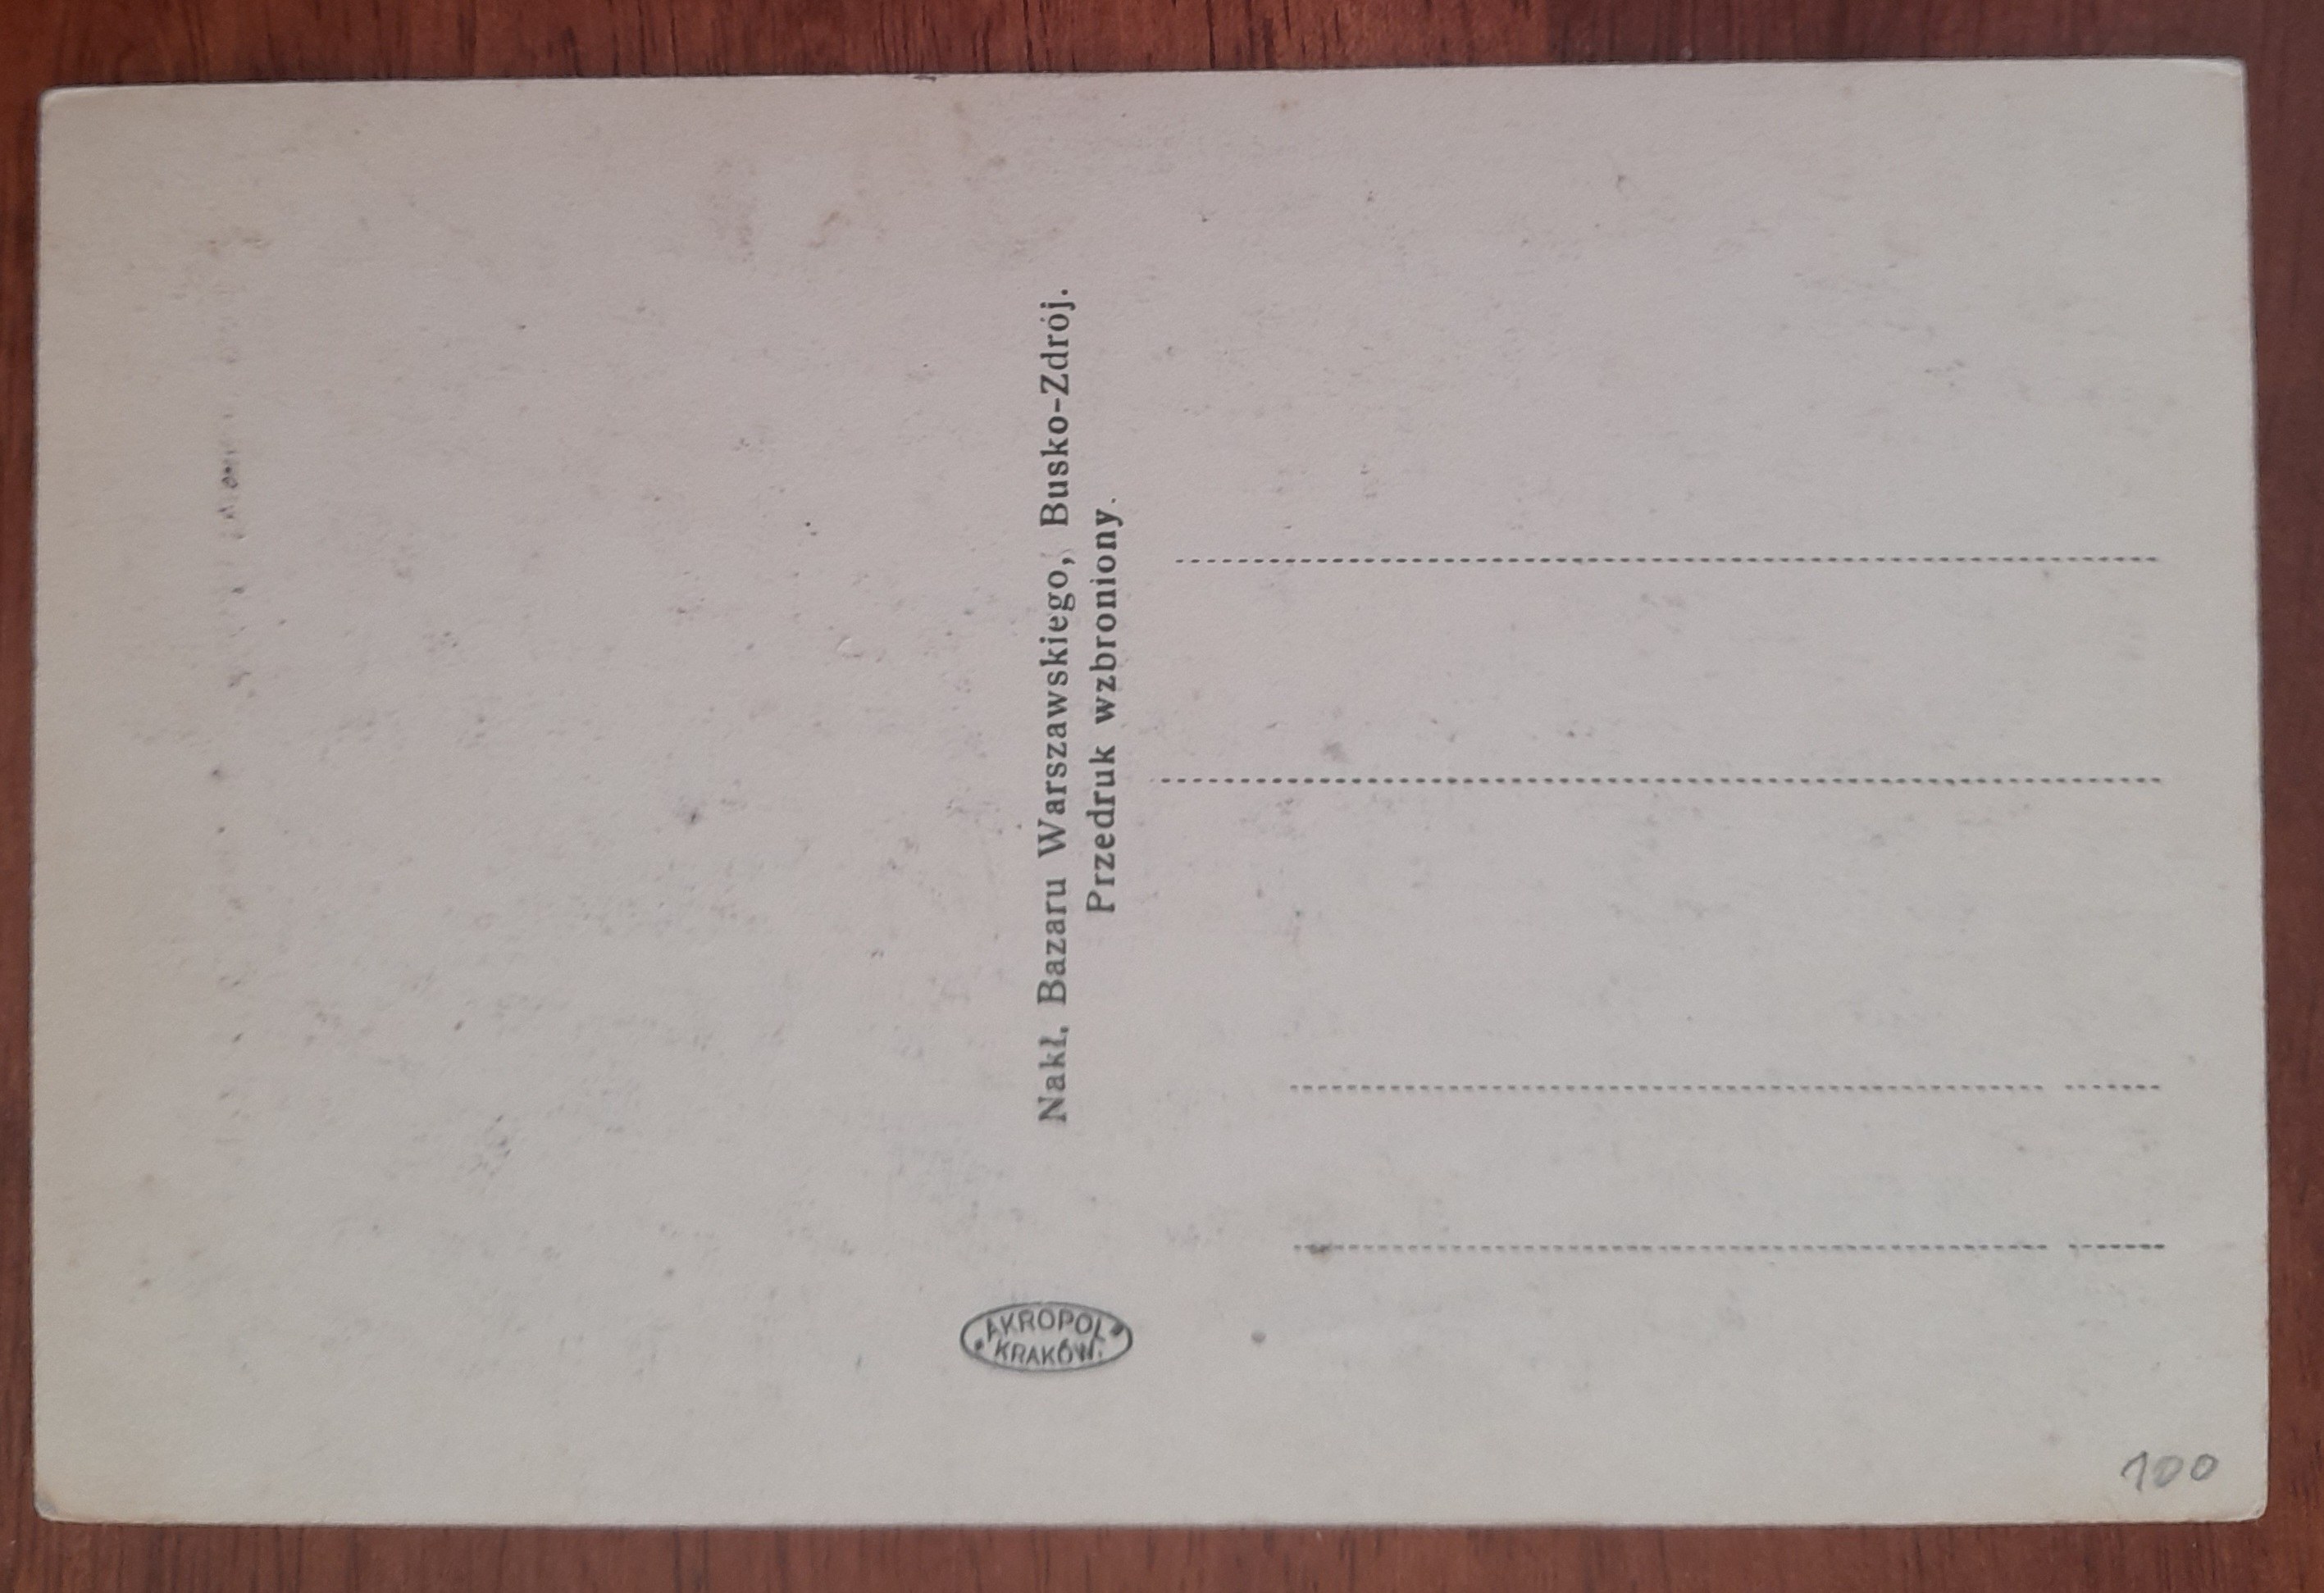 Nakł. Bazaru Warszawskiego, Busko-Zdrój.
Przedruk wzbroniony.
AKROPOL
KRAKÓW.
100